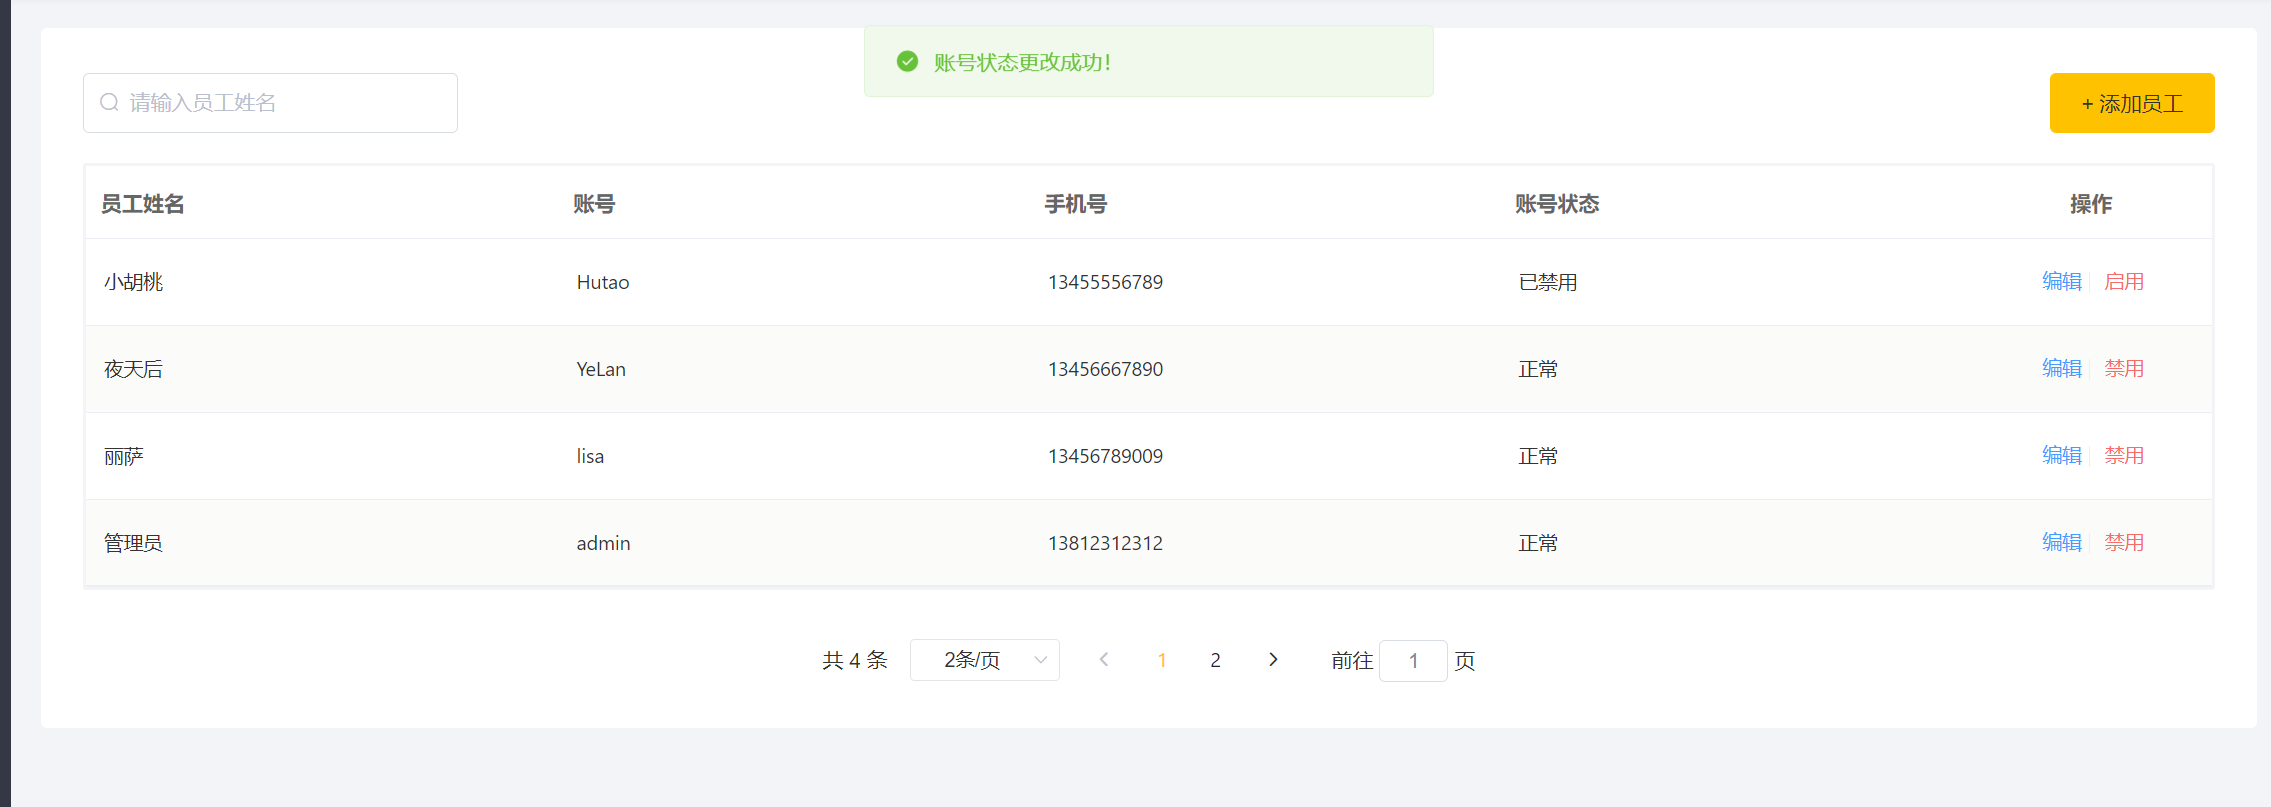 账号状态更改成功!
请输入员工姓名
+ 添加员工
员工姓名 账号 手机号 账号状态 操作
小胡桃 Hutao 13455556789 已禁用 编辑 启用
夜天后 YeLan 13456667890 正常 编辑 禁用
丽萨 lisa 13456789009 正常 编辑 禁用
管理员 admin 13812312312 正常 编辑 禁用
共 4 条 2条/页 1 2 前往 1 页